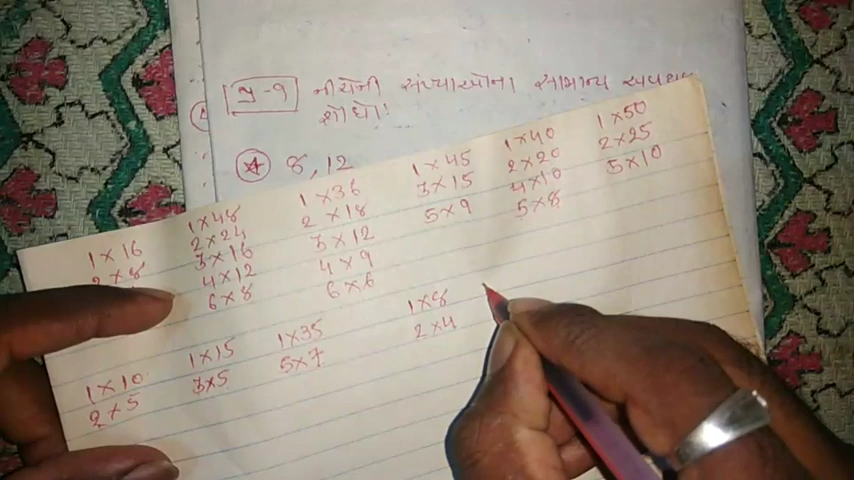 પ્ર-૧ નીચેની સંખ્યાઓના સામાન્ય અવયવ
શોધો:
8, 12
1 × 16
2 × 8
1 × 48
2 × 24
3 × 16
4 × 12
6 × 8
1 × 36
2 × 18
3 × 12
4 × 9
6 × 6
1 × 45
3 × 15
5 × 9
1 × 40
2 × 20
4 × 10
5 × 8
1 × 50
2 × 25
5 × 10
1 × 10
2 × 5
1 × 15
3 × 5
1 × 35
5 × 7
1 × 8
2 × 4